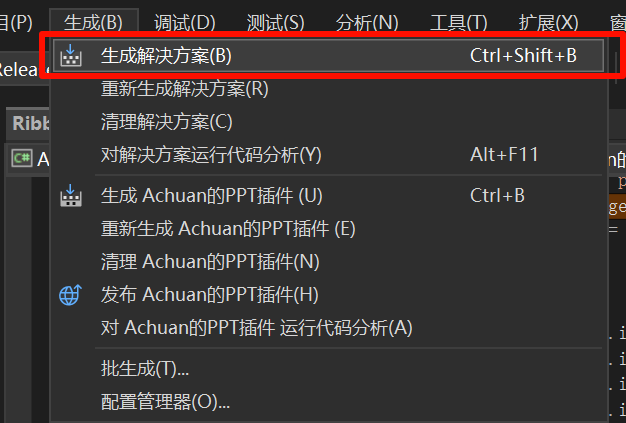 生成(B) 调试(D) 测试(S) 分析(N) 工具(T) 扩展(X)
生成解决方案(B) Ctrl+Shift+B
重新生成解决方案(R)
清理解决方案(C)
对解决方案运行代码分析(Y) Alt+F11
生成 Achuan的PPT插件 (U) Ctrl+B
重新生成 Achuan的PPT插件 (E)
清理 Achuan的PPT插件(N)
发布 Achuan的PPT插件(H)
对 Achuan的PPT插件 运行代码分析(A)
批生成(T)...
配置管理器(O)...